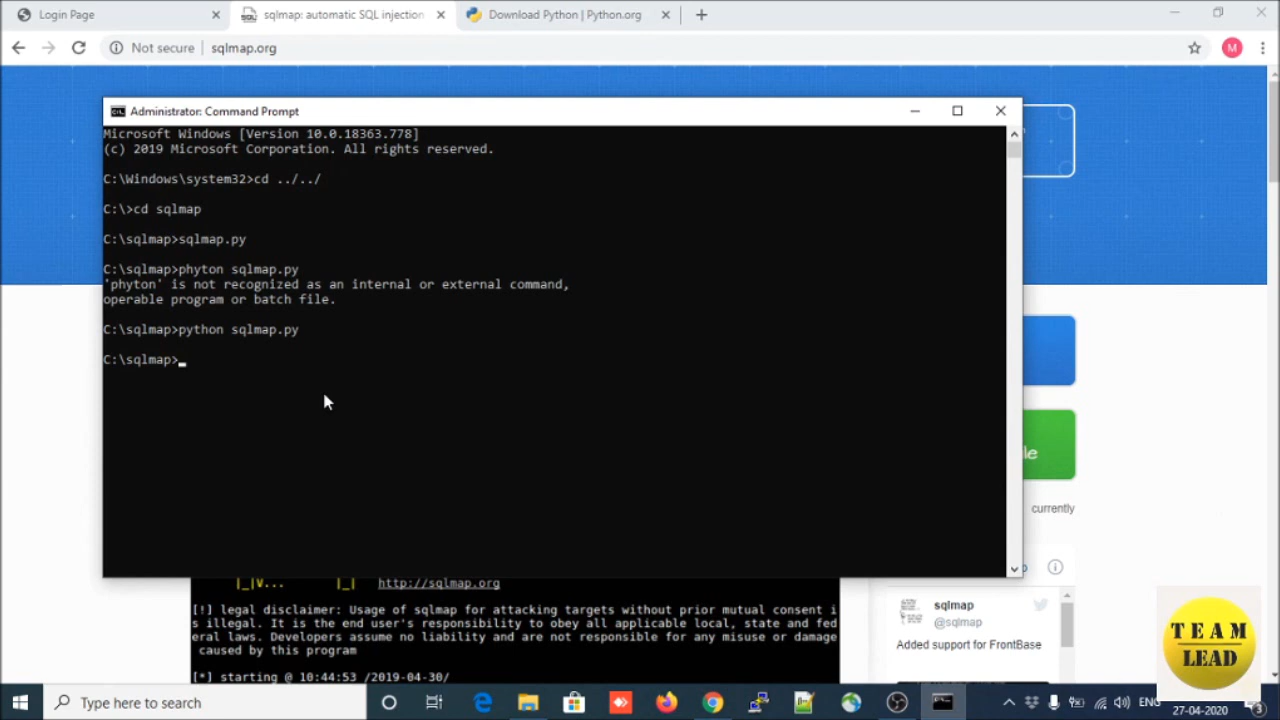 Login Page
sqlmap: automatic SQL injection
Download Python | Python.org
Not secure
sqlmap.org
M
Administrator: Command Prompt
Microsoft Windows [Version 10.0.18363.778]
(c) 2019 Microsoft Corporation. All rights reserved.
C:\Windows\system32>cd ../../
C:\>cd sqlmap
C:\sqlmap>sqlmap.py
C:\sqlmap>phyton sqlmap.py
'phyton' is not recognized as an internal or external command,
operable program or batch file.
C:\sqlmap>python sqlmap.py
C:\sqlmap>_
currently
|_|V...       |_|   http://sqlmap.org
[!] legal disclaimer: Usage of sqlmap for attacking targets without prior mutual consent i
s illegal. It is the end user's responsibility to obey all applicable local, state and fed
eral laws. Developers assume no liability and are not responsible for any misuse or damage
caused by this program
[*] starting @ 10:44:53 /2019-04-30/
sqlmap
@sqlmap
Added support for FrontBase
TEAM
LEAD
Type here to search
ENG
27-04-2020
3